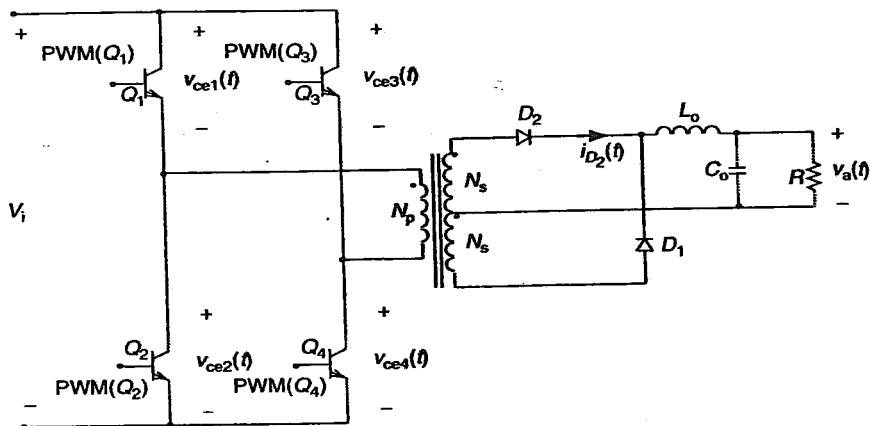 + PWM(Q1) + PWM(Q3) +
Q1 vce1(t) Q3 vce3(t)
− −
D2 Lo
iD2(t) +
Vi Np Ns Co R va(t)
Ns −
D1
+ +
Q2 vce2(t) Q4 vce4(t)
PWM(Q2) PWM(Q4)
− − −